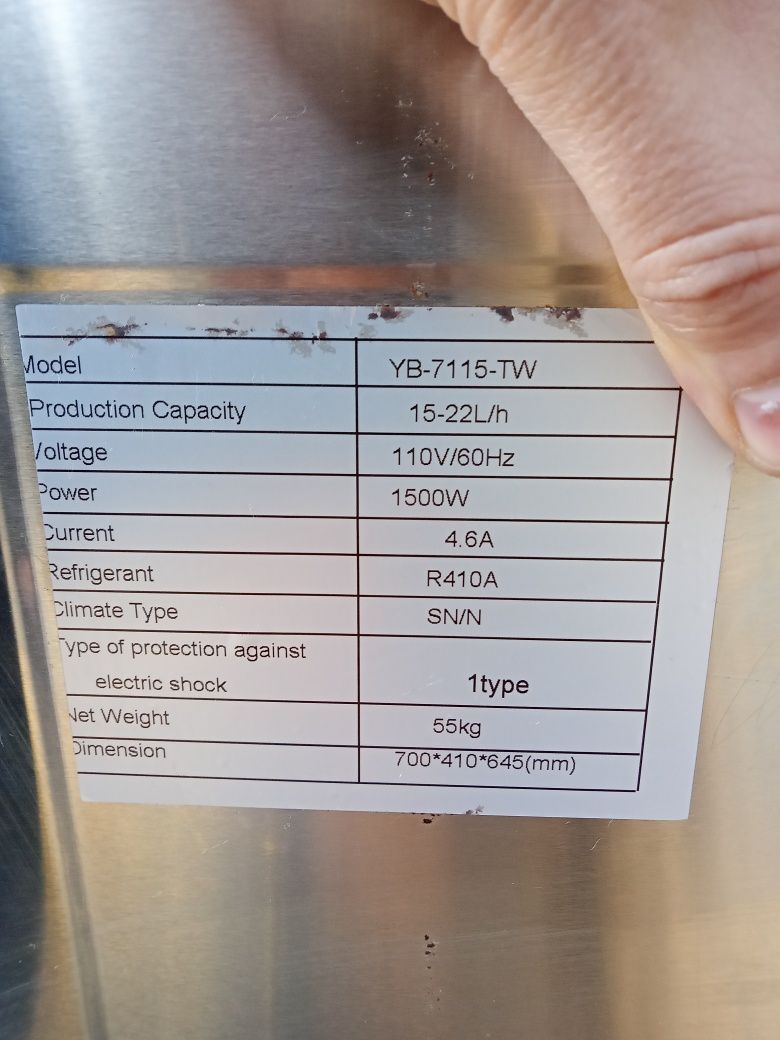 Model YB-7115-TW
Production Capacity 15-22L/h
Voltage 110V/60Hz
Power 1500W
Current 4.6A
Refrigerant R410A
Climate Type SN/N
Type of protection against
electric shock 1type
Net Weight 55kg
Dimension 700*410*645(mm)